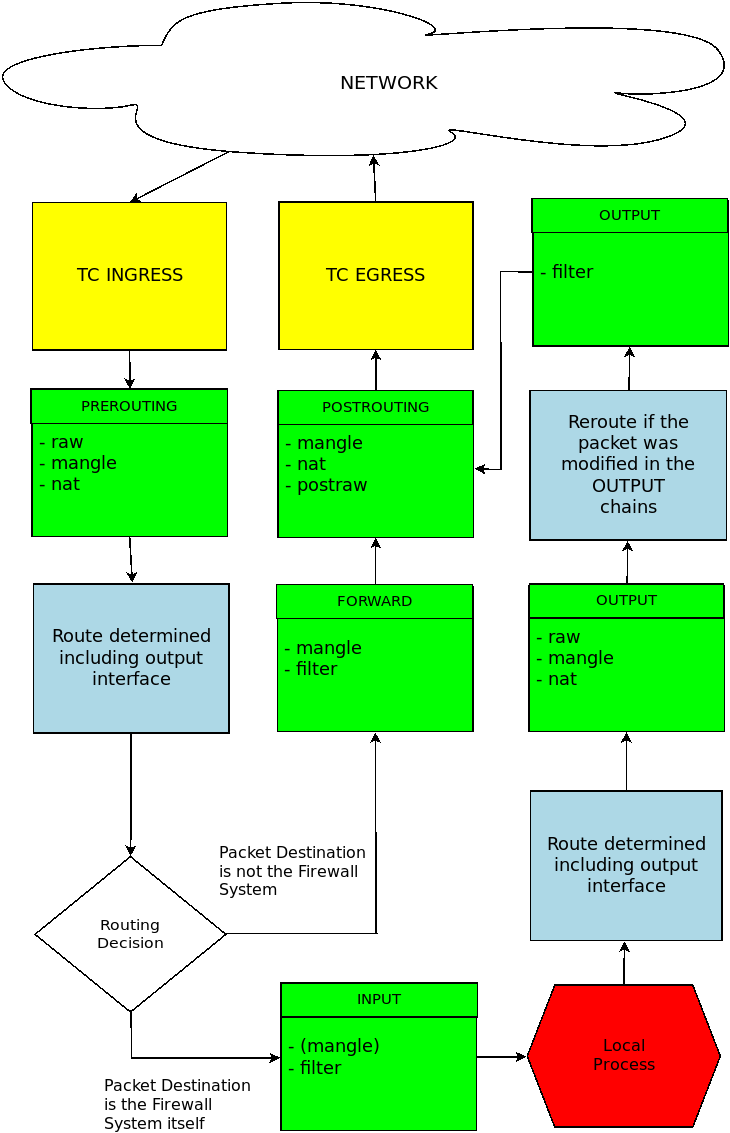 NETWORK
TC INGRESS
TC EGRESS
OUTPUT
- filter
PREROUTING
- raw
- mangle
- nat
POSTROUTING
- mangle
- nat
- postraw
Reroute if the
packet was
modified in the
OUTPUT
chains
Route determined
including output
interface
FORWARD
- mangle
- filter
OUTPUT
- raw
- mangle
- nat
Packet Destination
is not the Firewall
System
Route determined
including output
interface
Routing
Decision
INPUT
- (mangle)
- filter
Local
Process
Packet Destination
is the Firewall
System itself